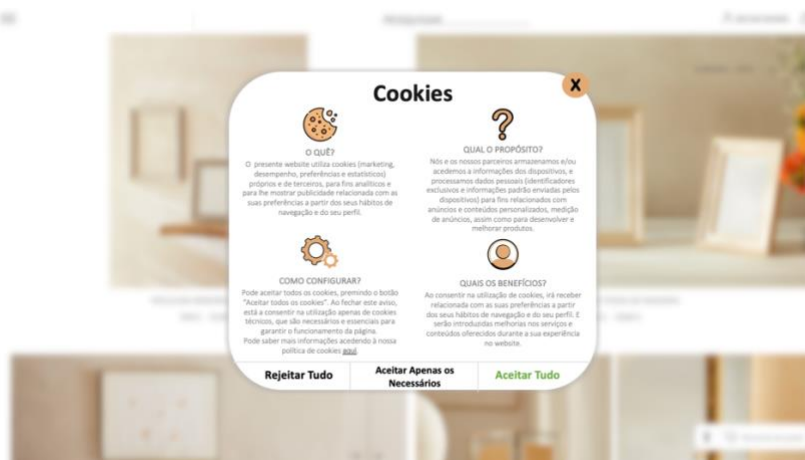 Cookies
X
O QUÊ?
O presente website utiliza cookies (marketing,
desempenho, preferências e estatísticos)
próprios e de terceiros, para fins analíticos e
para lhe mostrar publicidade relacionada com as
suas preferências a partir dos seus hábitos de
navegação e do seu perfil.
QUAL O PROPÓSITO?
Nós e os nossos parceiros armazenamos e/ou
acedemos a informações dos dispositivos, e
processamos dados pessoais (identificadores
exclusivos e informações padrão enviadas pelos
dispositivos) para fins relacionados com
anúncios e conteúdos personalizados, medição
de anúncios, assim como para desenvolver e
melhorar produtos.
COMO CONFIGURAR?
Pode aceitar todos os cookies, premindo o botão
"Aceitar todos os cookies". Ao fechar este aviso,
está a consentir na utilização apenas de cookies
técnicos, que são necessários e essenciais para
garantir o funcionamento da página.
Pode saber mais informações acedendo à nossa
política de cookies aqui.
QUAIS OS BENEFÍCIOS?
Ao consentir na utilização de cookies, irá receber
relacionada com as suas preferências a partir
dos seus hábitos de navegação e do seu perfil. E
serão introduzidas melhorias nos serviços e
conteúdos oferecidos durante a sua experiência
no website.
Rejeitar Tudo
Aceitar Apenas os
Necessários
Aceitar Tudo